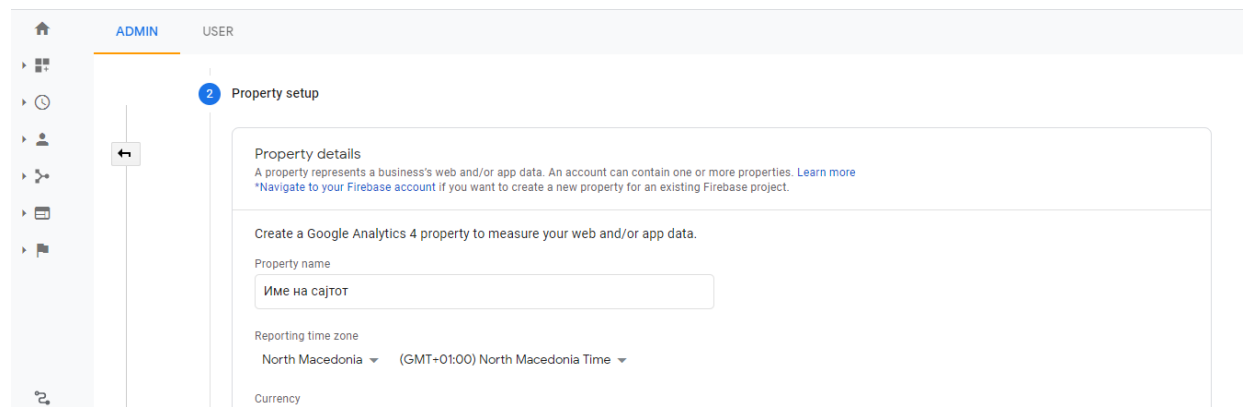 ADMIN USER
2 Property setup
Property details
A property represents a business's web and/or app data. An account can contain one or more properties. Learn more
*Navigate to your Firebase account if you want to create a new property for an existing Firebase project.
Create a Google Analytics 4 property to measure your web and/or app data.
Property name
Име на сајтот
Reporting time zone
North Macedonia (GMT+01:00) North Macedonia Time
Currency